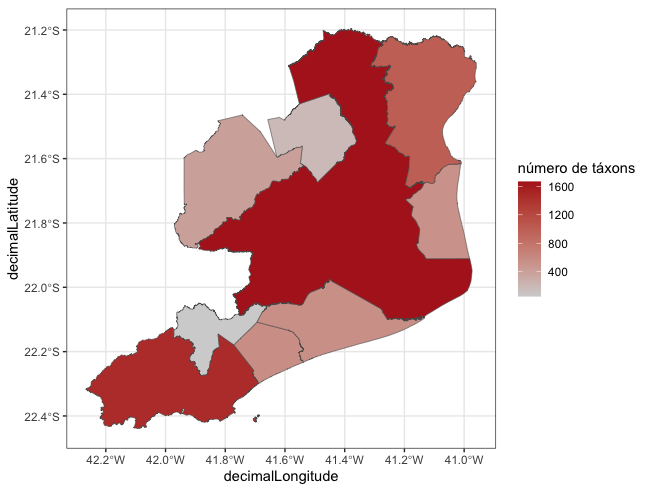 21.2°S
21.4°S
21.6°S
21.8°S
22.0°S
22.2°S
22.4°S
decimalLatitude
42.2°W 42.0°W 41.8°W 41.6°W 41.4°W 41.2°W 41.0°W
decimalLongitude
número de táxons
1600
1200
800
400